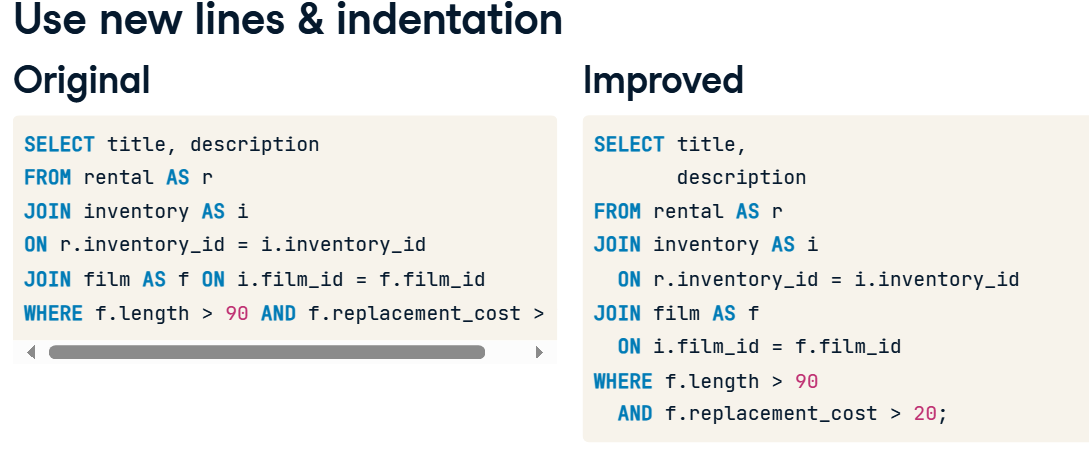 Use new lines & indentation
Original
SELECT title, description
FROM rental AS r
JOIN inventory AS i
ON r.inventory_id = i.inventory_id
JOIN film AS f ON i.film_id = f.film_id
WHERE f.length > 90 AND f.replacement_cost >
Improved
SELECT title,
       description
FROM rental AS r
JOIN inventory AS i
  ON r.inventory_id = i.inventory_id
JOIN film AS f
  ON i.film_id = f.film_id
WHERE f.length > 90
  AND f.replacement_cost > 20;